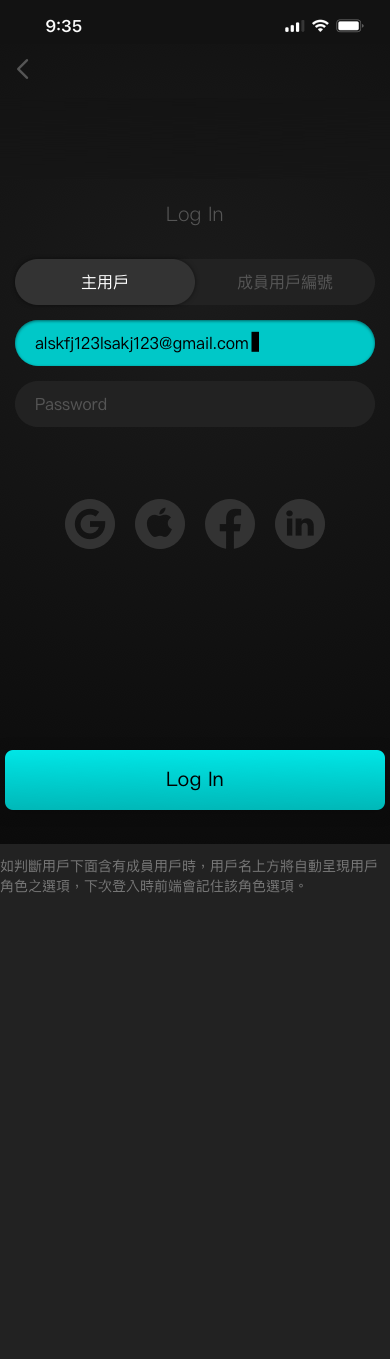 9:35
Log In
主用戶
成員用戶編號
alskfj123lsakj123@gmail.com
Password
Log In
如判斷用戶下面含有成員用戶時，用戶名上方將自動呈現用戶
角色之選項，下次登入時前端會記住該角色選項。